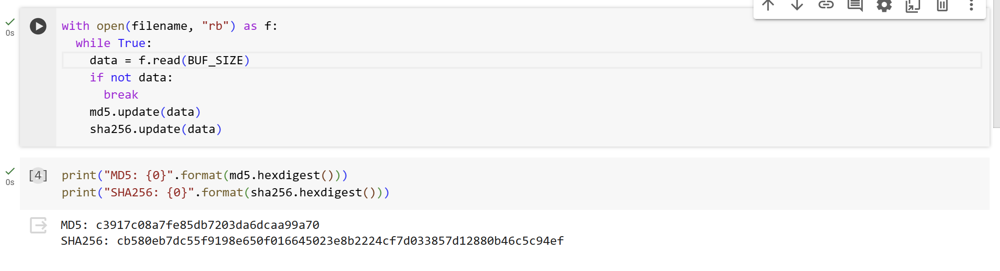 0s
with open(filename, "rb") as f:
  while True:
    data = f.read(BUF_SIZE)
    if not data:
      break
    md5.update(data)
    sha256.update(data)
0s
[4]
print("MD5: {0}".format(md5.hexdigest()))
print("SHA256: {0}".format(sha256.hexdigest()))
MD5: c3917c08a7fe85db7203da6dcaa99a70
SHA256: cb580eb7dc55f9198e650f016645023e8b2224cf7d033857d12880b46c5c94ef